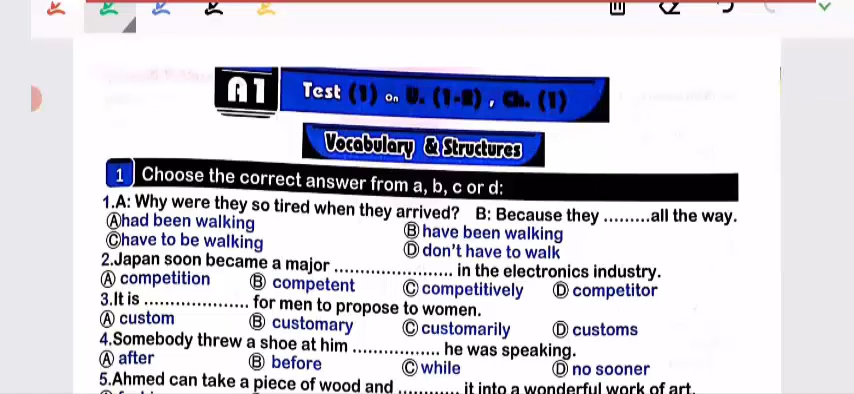 A1 Test (1) on U. (1-2) , Ch. (1)
Vocabulary & Structures
1 Choose the correct answer from a, b, c or d:
1.A: Why were they so tired when they arrived? B: Because they .........all the way.
Ⓐhad been walking Ⓑ have been walking
Ⓒhave to be walking Ⓓ don't have to walk
2.Japan soon became a major ....................... in the electronics industry.
Ⓐ competition Ⓑ competent Ⓒ competitively Ⓓ competitor
3.It is .................... for men to propose to women.
Ⓐ custom Ⓑ customary Ⓒ customarily Ⓓ customs
4.Somebody threw a shoe at him ................. he was speaking.
Ⓐ after Ⓑ before Ⓒ while Ⓓ no sooner
5.Ahmed can take a piece of wood and ............ it into a wonderful work of art.